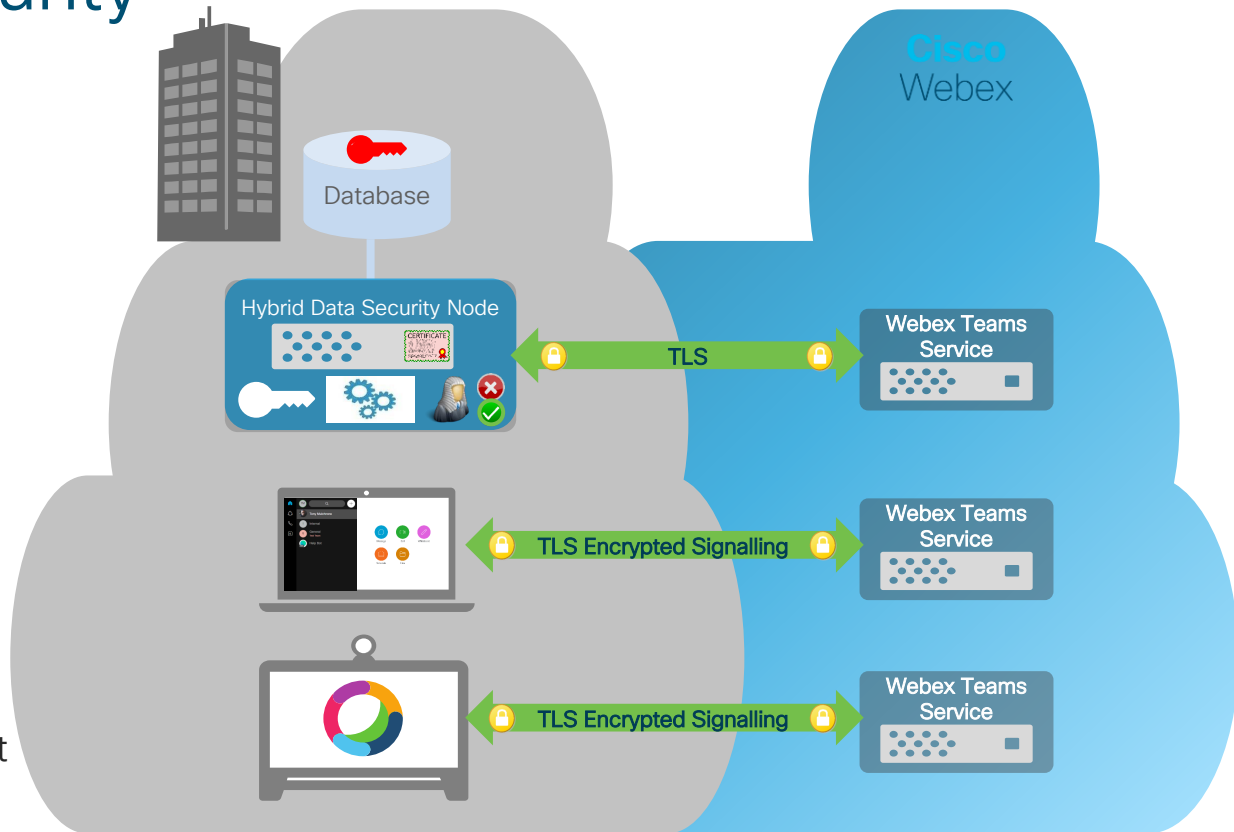 urity
Cisco
Webex
Database
Hybrid Data Security Node
CERTIFICATE
TLS
Webex Teams
Service
TLS Encrypted Signalling
Webex Teams
Service
TLS Encrypted Signalling
Webex Teams
Service
t